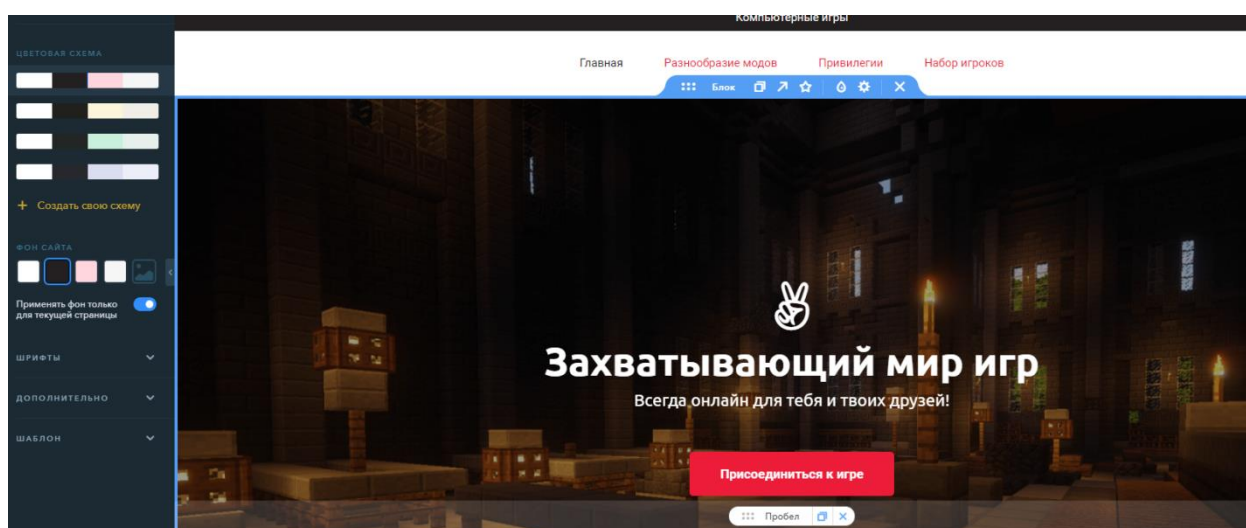 Компьютерные игры
Главная Разнообразие модов Привилегии Набор игроков
Блок
ЦВЕТОВАЯ СХЕМА
+ Создать свою схему
ФОН САЙТА
Применять фон только
для текущей страницы
ШРИФТЫ
ДОПОЛНИТЕЛЬНО
ШАБЛОН
Захватывающий мир игр
Всегда онлайн для тебя и твоих друзей!
Присоединиться к игре
Пробел